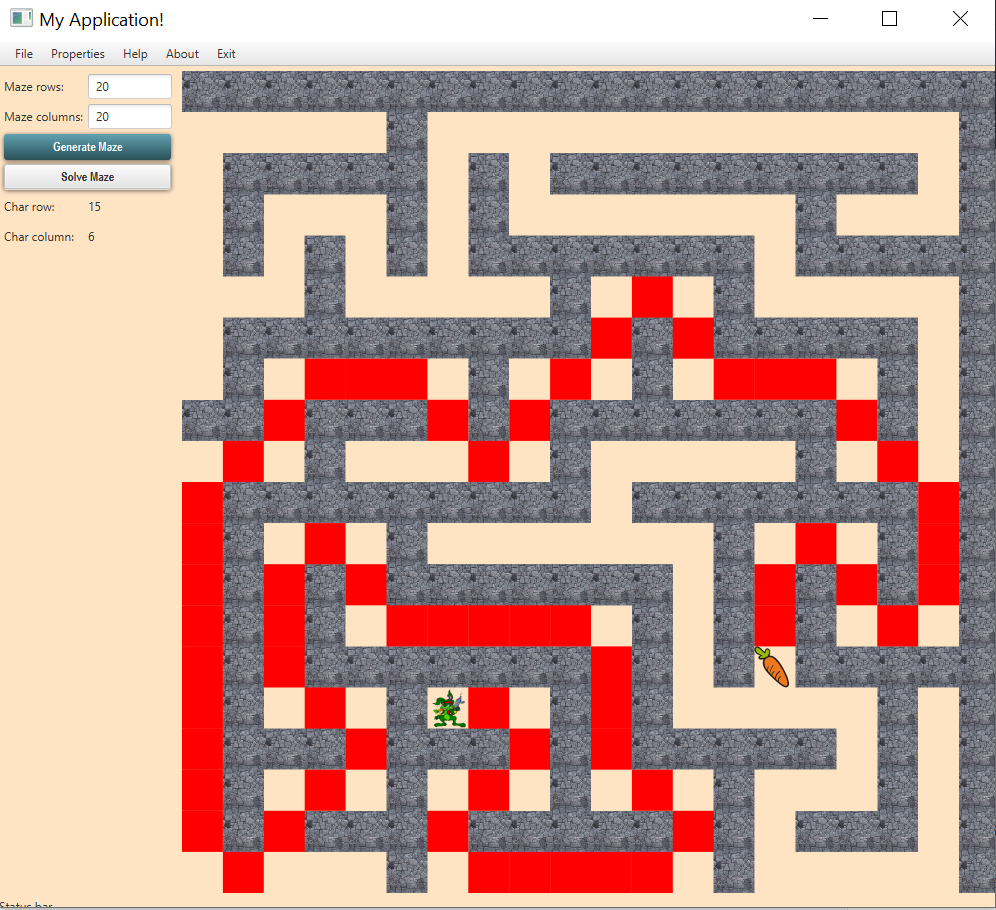 My Application!
File Properties Help About Exit
Maze rows: 20
Maze columns: 20
Generate Maze
Solve Maze
Char row: 15
Char column: 6
Status bar